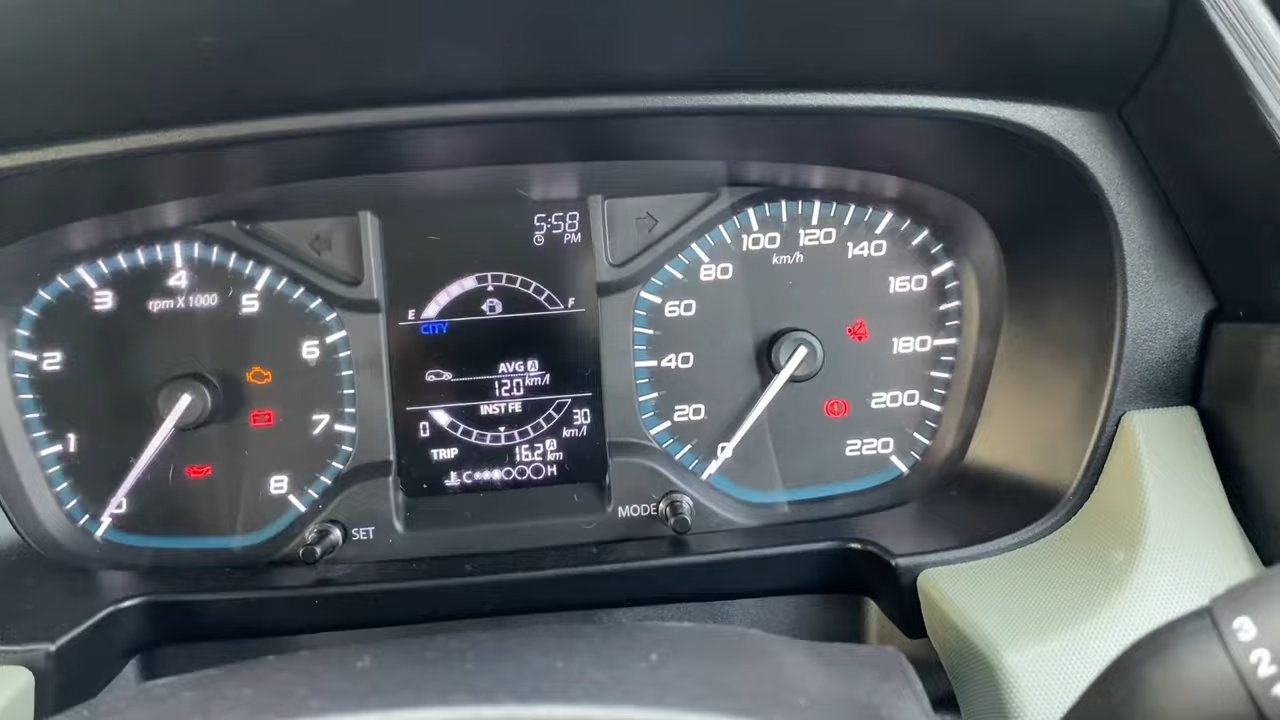 5:58
PM
E F
CITY
AVG A
12.0 km/l
INST FE
0 30
km/l
TRIP 16.2 A km
C H
0
1
2
3
4
5
6
7
8
rpm X 1000
SET
MODE
0
20
40
60
80
100
120
140
160
180
200
220
km/h
3
2